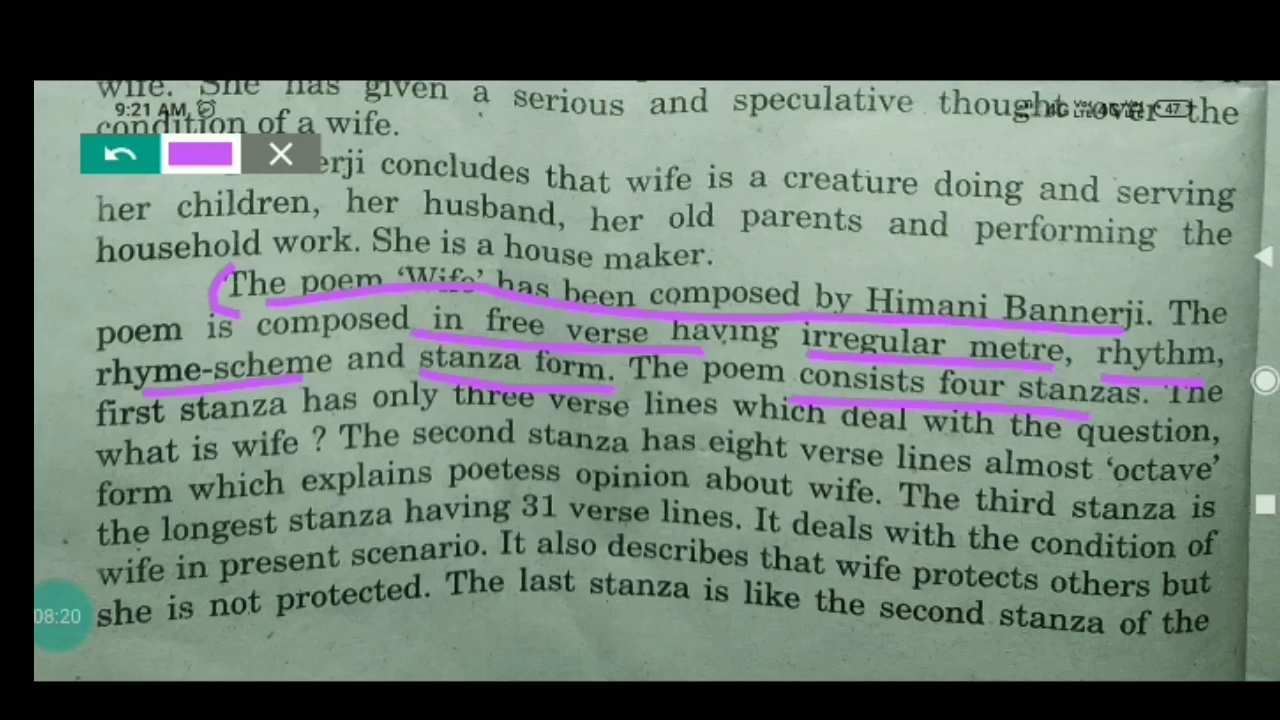 wife. She has given a serious and speculative thought over the
9:21 AM
47
condition of a wife.
erji concludes that wife is a creature doing and serving
her children, her husband, her old parents and performing the
household work. She is a house maker.
The poem 'Wife' has been composed by Himani Bannerji. The
poem is composed in free verse having irregular metre, rhythm,
rhyme-scheme and stanza form. The poem consists four stanzas. The
first stanza has only three verse lines which deal with the question,
what is wife ? The second stanza has eight verse lines almost 'octave'
form which explains poetess opinion about wife. The third stanza is
the longest stanza having 31 verse lines. It deals with the condition of
wife in present scenario. It also describes that wife protects others but
she is not protected. The last stanza is like the second stanza of the
08:20